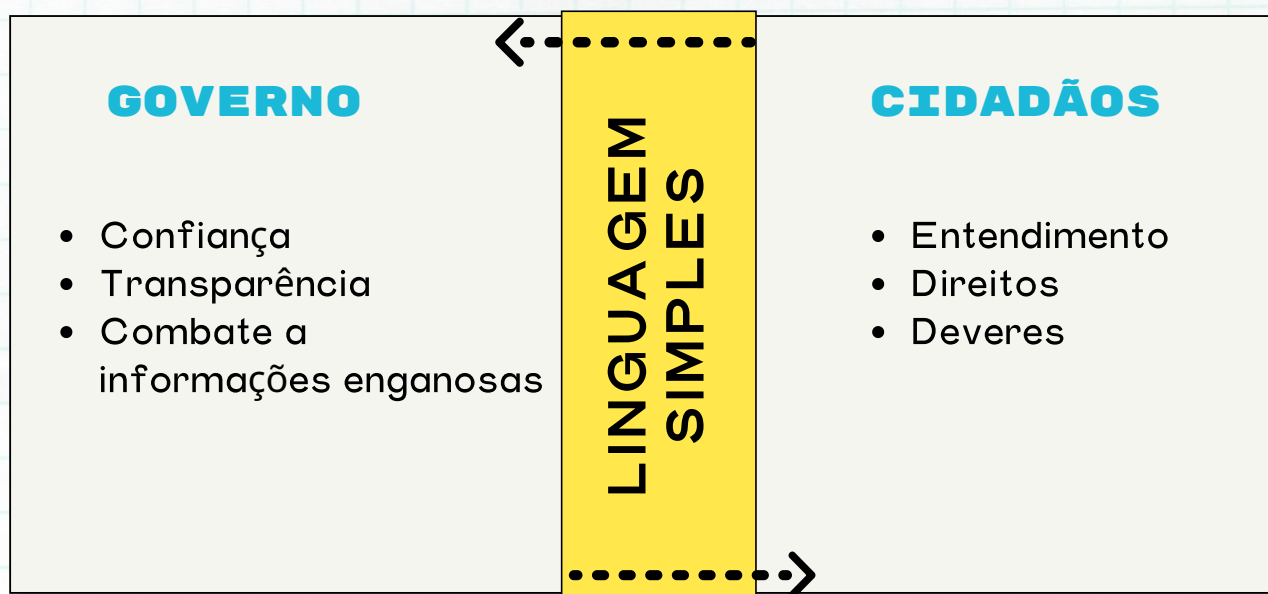 GOVERNO
Confiança
Transparência
Combate a
informações enganosas
LINGUAGEM
SIMPLES
CIDADÃOS
Entendimento
Direitos
Deveres